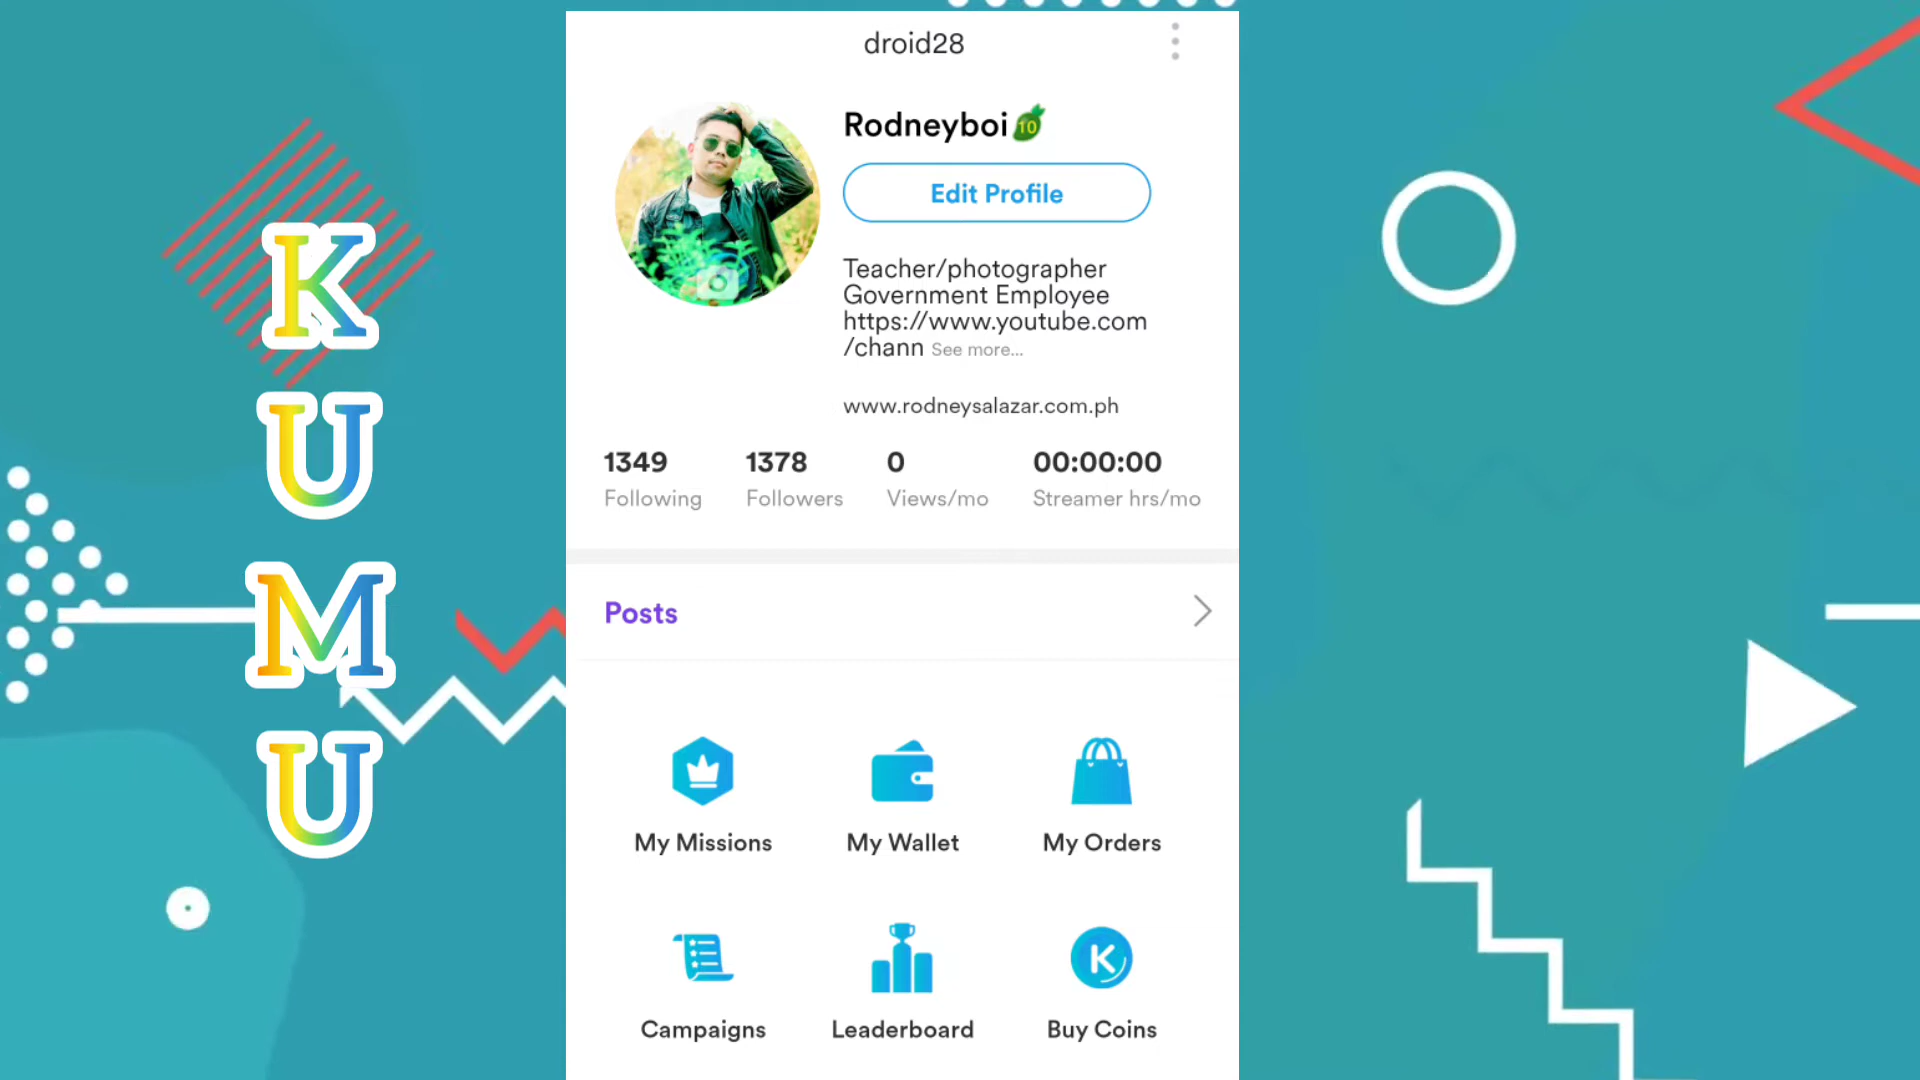 K
U
M
U
droid28
Rodneyboi 10
Edit Profile
Teacher/photographer
Government Employee
https://www.youtube.com
/chann See more...
www.rodneysalazar.com.ph
1349 1378 0 00:00:00
Following Followers Views/mo Streamer hrs/mo
Posts
My Missions My Wallet My Orders
K
Campaigns Leaderboard Buy Coins